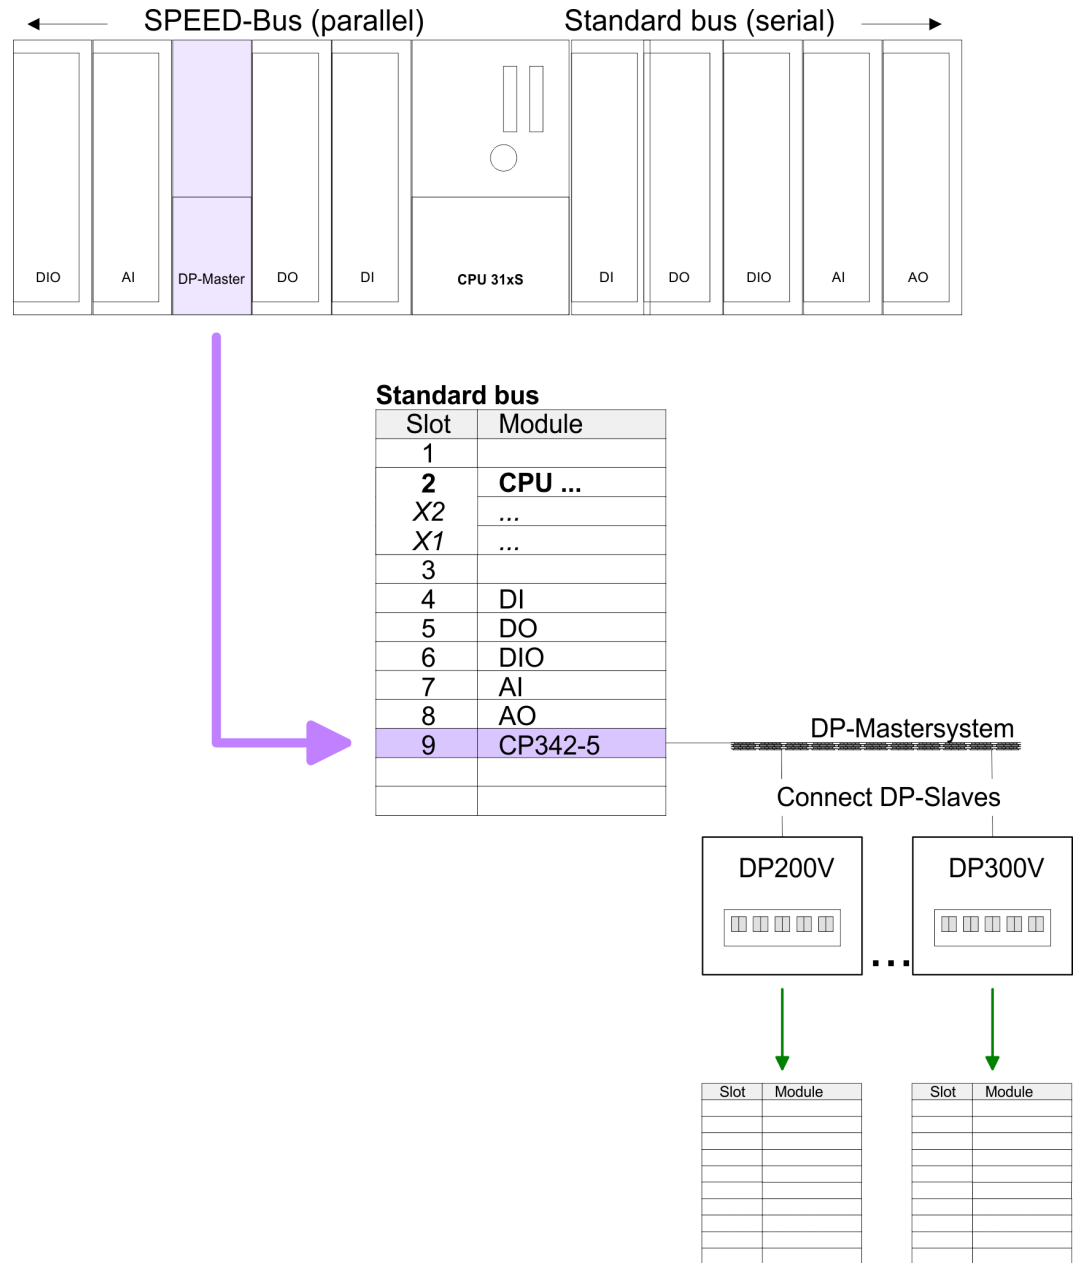 SPEED-Bus (parallel) Standard bus (serial)
DIO AI DP-Master DO DI CPU 31xS DI DO DIO AI AO
Standard bus
Slot Module
1
2 CPU ...
X2 ...
X1 ...
3
4 DI
5 DO
6 DIO
7 AI
8 AO
9 CP342-5
DP-Mastersystem
Connect DP-Slaves
DP200V DP300V
...
Slot Module Slot Module